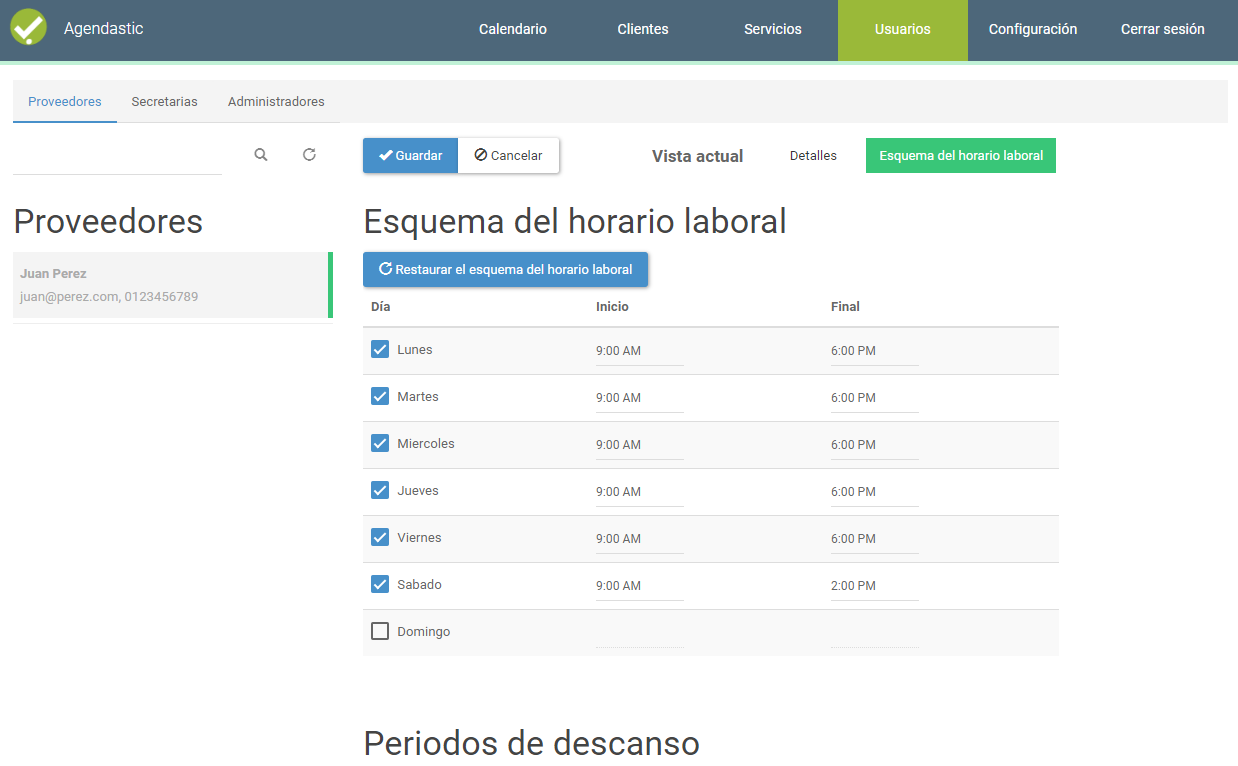 Agendastic
Calendario Clientes Servicios Usuarios Configuración Cerrar sesión
Proveedores Secretarias Administradores
Guardar Cancelar Vista actual Detalles Esquema del horario laboral
Proveedores
Juan Perez
juan@perez.com, 0123456789
Esquema del horario laboral
Restaurar el esquema del horario laboral
Día Inicio Final
Lunes 9:00 AM 6:00 PM
Martes 9:00 AM 6:00 PM
Miercoles 9:00 AM 6:00 PM
Jueves 9:00 AM 6:00 PM
Viernes 9:00 AM 6:00 PM
Sabado 9:00 AM 2:00 PM
Domingo
Periodos de descanso